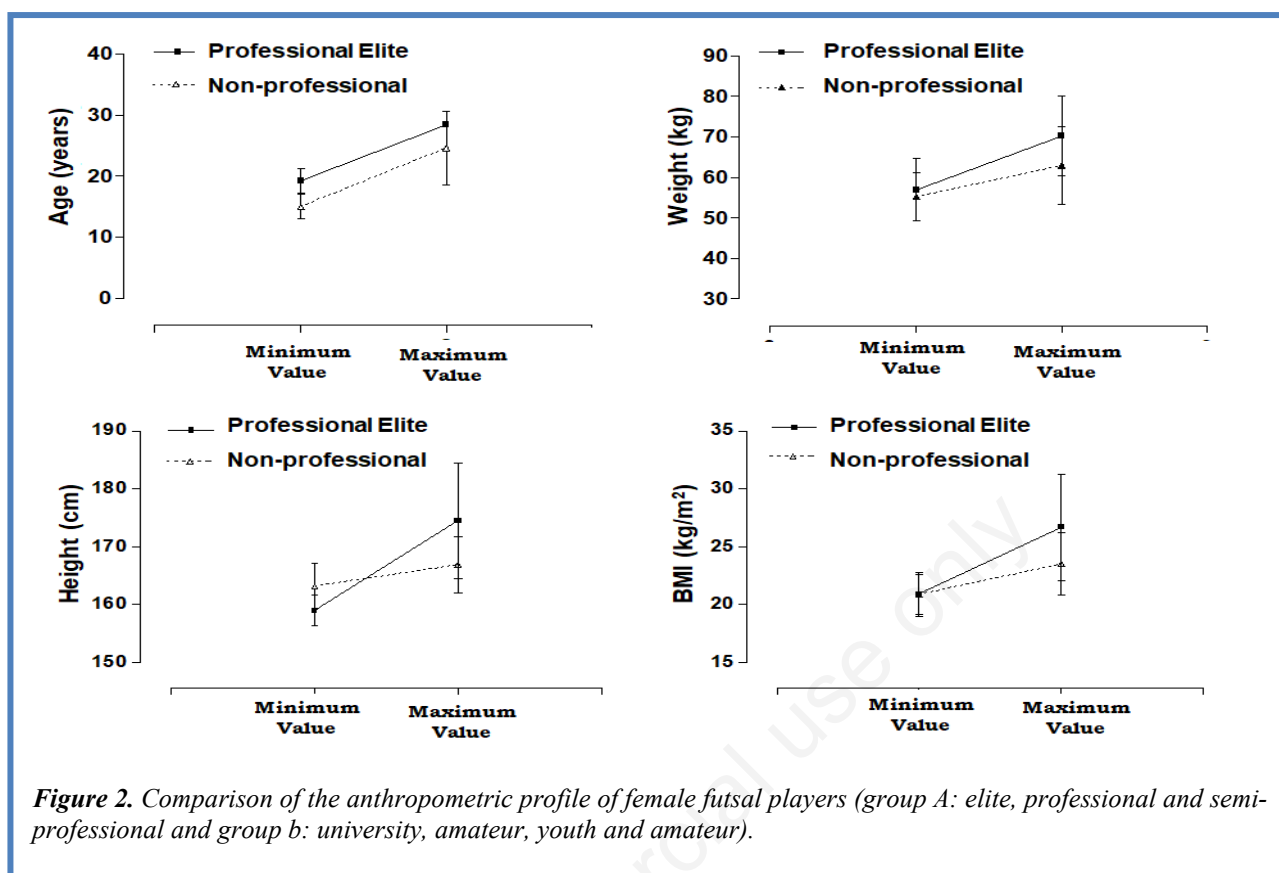 Professional Elite
Non-professional
40
30
20
10
0
Age (years)
Minimum
Value
Maximum
Value
Professional Elite
Non-professional
90
80
70
60
50
40
30
Weight (kg)
Minimum
Value
Maximum
Value
Professional Elite
Non-professional
190
180
170
160
150
Height (cm)
Minimum
Value
Maximum
Value
Professional Elite
Non-professional
35
30
25
20
15
BMI (kg/m²)
Minimum
Value
Maximum
Value
Figure 2. Comparison of the anthropometric profile of female futsal players (group A: elite, professional and semi-
professional and group b: university, amateur, youth and amateur).
rcial use only